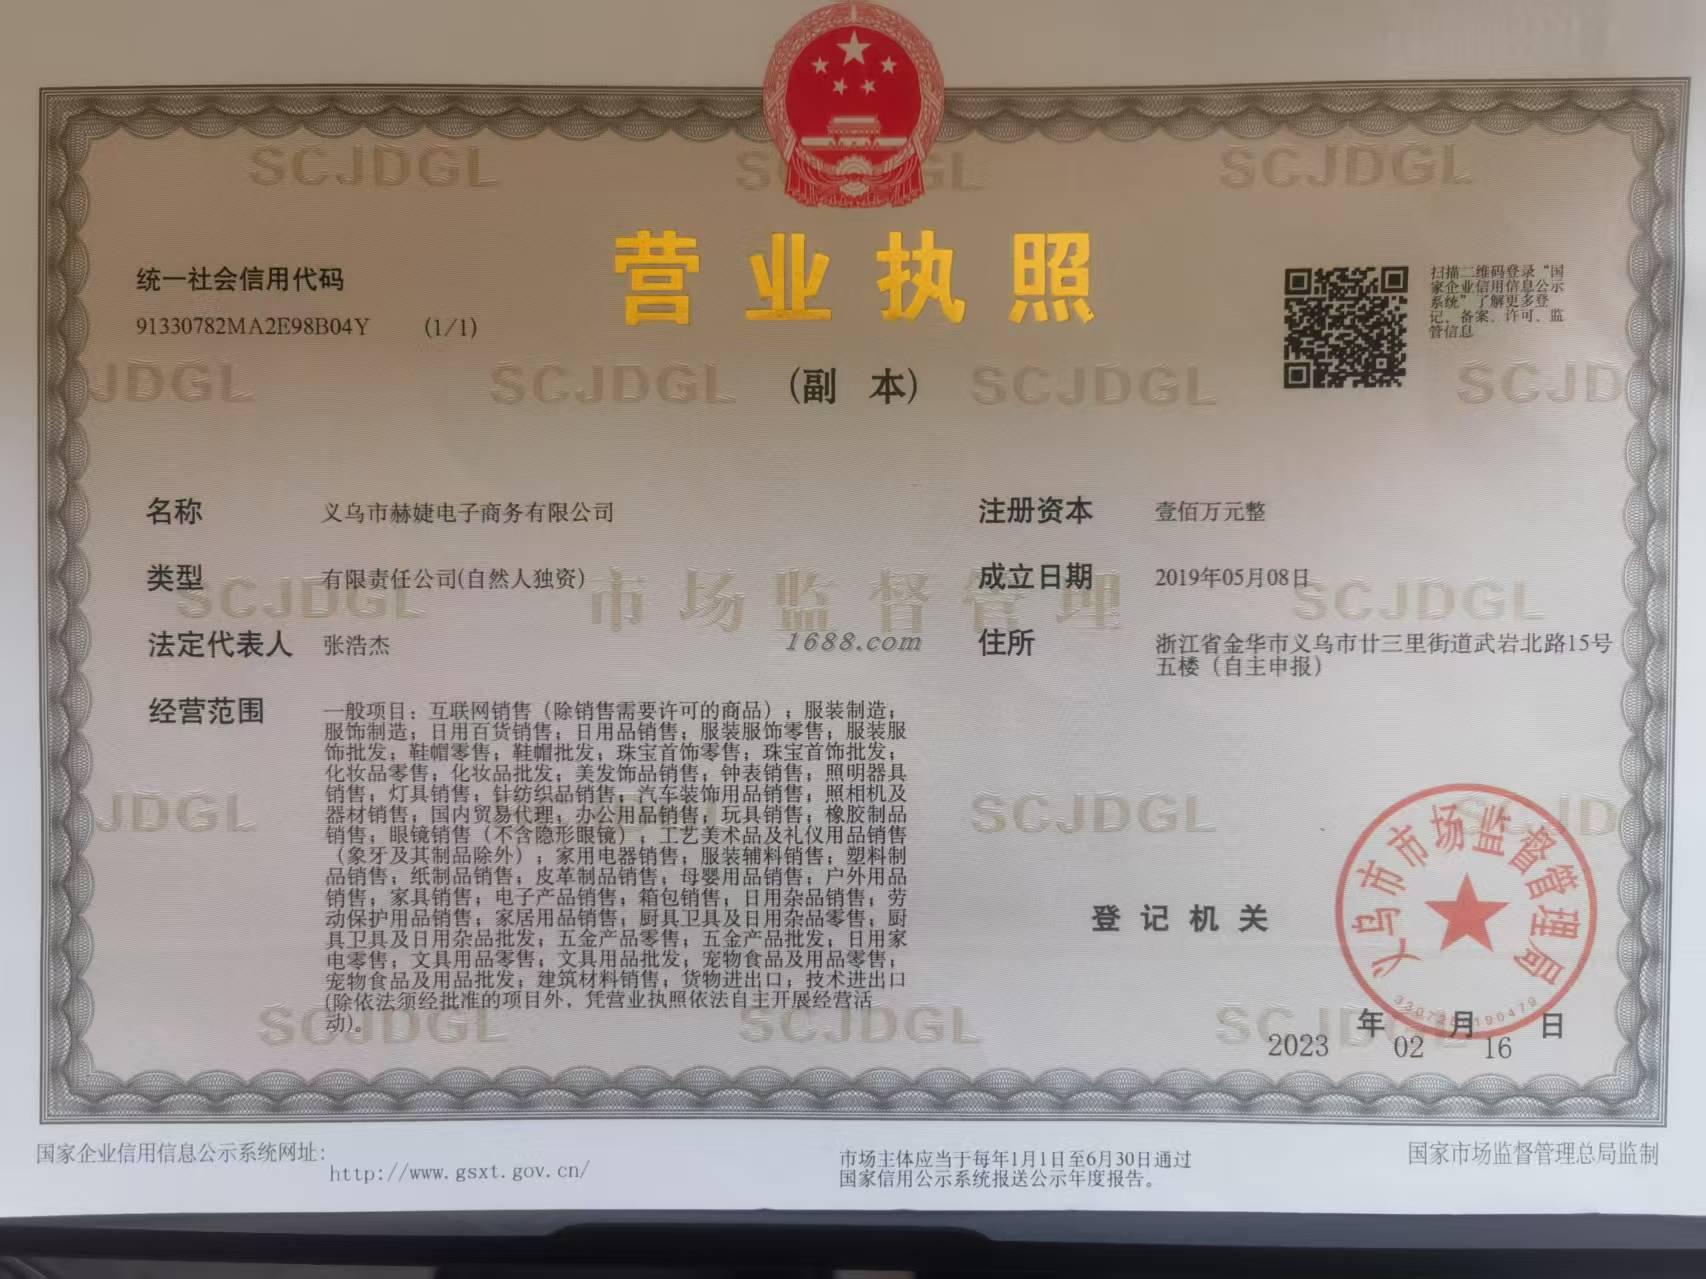 SCJDGL
SCJDGL
SCJDGL
营业执照
(副 本)
统一社会信用代码
91330782MA2E98B04Y (1/1)
扫描二维码登录“国
家企业信用信息公示
系统”了解更多登
记、备案、许可、监
管信息
JDGL
SCJDGL
SCJDGL
SCJD
名称 义乌市赫婕电子商务有限公司
类型 有限责任公司(自然人独资)
法定代表人 张浩杰
注册资本 壹佰万元整
成立日期 2019年05月08日
住所 浙江省金华市义乌市廿三里街道武岩北路15号
五楼（自主申报）
SCJDGL
市场监督管理
SCJDGL
1688.com
经营范围 一般项目：互联网销售（除销售需要许可的商品）；服装制造；
服饰制造；日用百货销售；日用品销售；服装服饰零售；服装服
饰批发；鞋帽零售；鞋帽批发；珠宝首饰零售；珠宝首饰批发；
化妆品零售；化妆品批发；美发饰品销售；钟表销售；照明器具
销售；灯具销售；针纺织品销售；汽车装饰用品销售；照相机及
器材销售；国内贸易代理；办公用品销售；玩具销售；橡胶制品
销售；眼镜销售（不含隐形眼镜）；工艺美术品及礼仪用品销售
（象牙及其制品除外）；家用电器销售；服装辅料销售；塑料制
品销售；纸制品销售；皮革制品销售；母婴用品销售；户外用品
销售；家具销售；电子产品销售；箱包销售；日用杂品销售；劳
动保护用品销售；家居用品销售；厨具卫具及日用杂品零售；厨
具卫具及日用杂品批发；五金产品零售；五金产品批发；日用家
电零售；文具用品零售；文具用品批发；宠物食品及用品零售；
宠物食品及用品批发；建筑材料销售；货物进出口；技术进出口
(除依法须经批准的项目外，凭营业执照依法自主开展经营活
动)。
JDGL
SCJDGL
SCJD
登记机关
义乌市市场监督管理局
SCJDGL
SCJDGL
SCJDGL
2023年02月16日
国家企业信用信息公示系统网址：
http://www.gsxt.gov.cn/
市场主体应当于每年1月1日至6月30日通过
国家信用公示系统报送公示年度报告。
国家市场监督管理总局监制